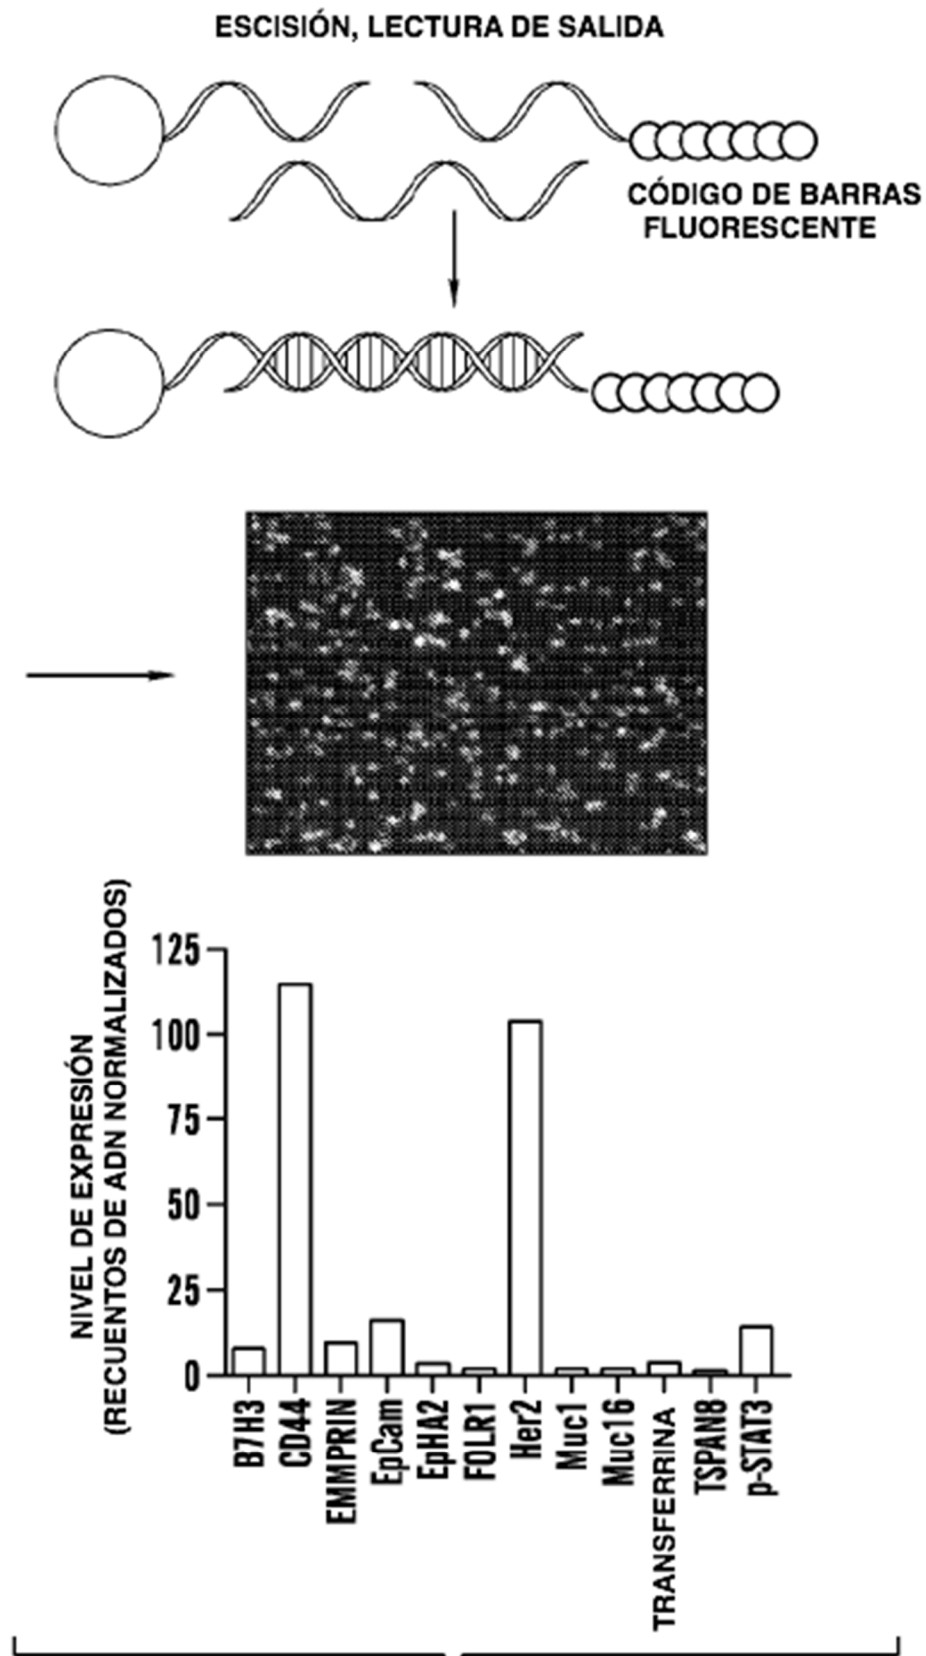 ESCISIÓN, LECTURA DE SALIDA
CÓDIGO DE BARRAS
FLUORESCENTE
NIVEL DE EXPRESIÓN
(RECUENTOS DE ADN NORMALIZADOS)
125
100
75
50
25
0
B7H3
CD44
EMMPRIN
EpCam
EpHA2
FOLR1
Her2
Muc1
Muc16
TRANSFERRINA
TSPAN8
p-STAT3